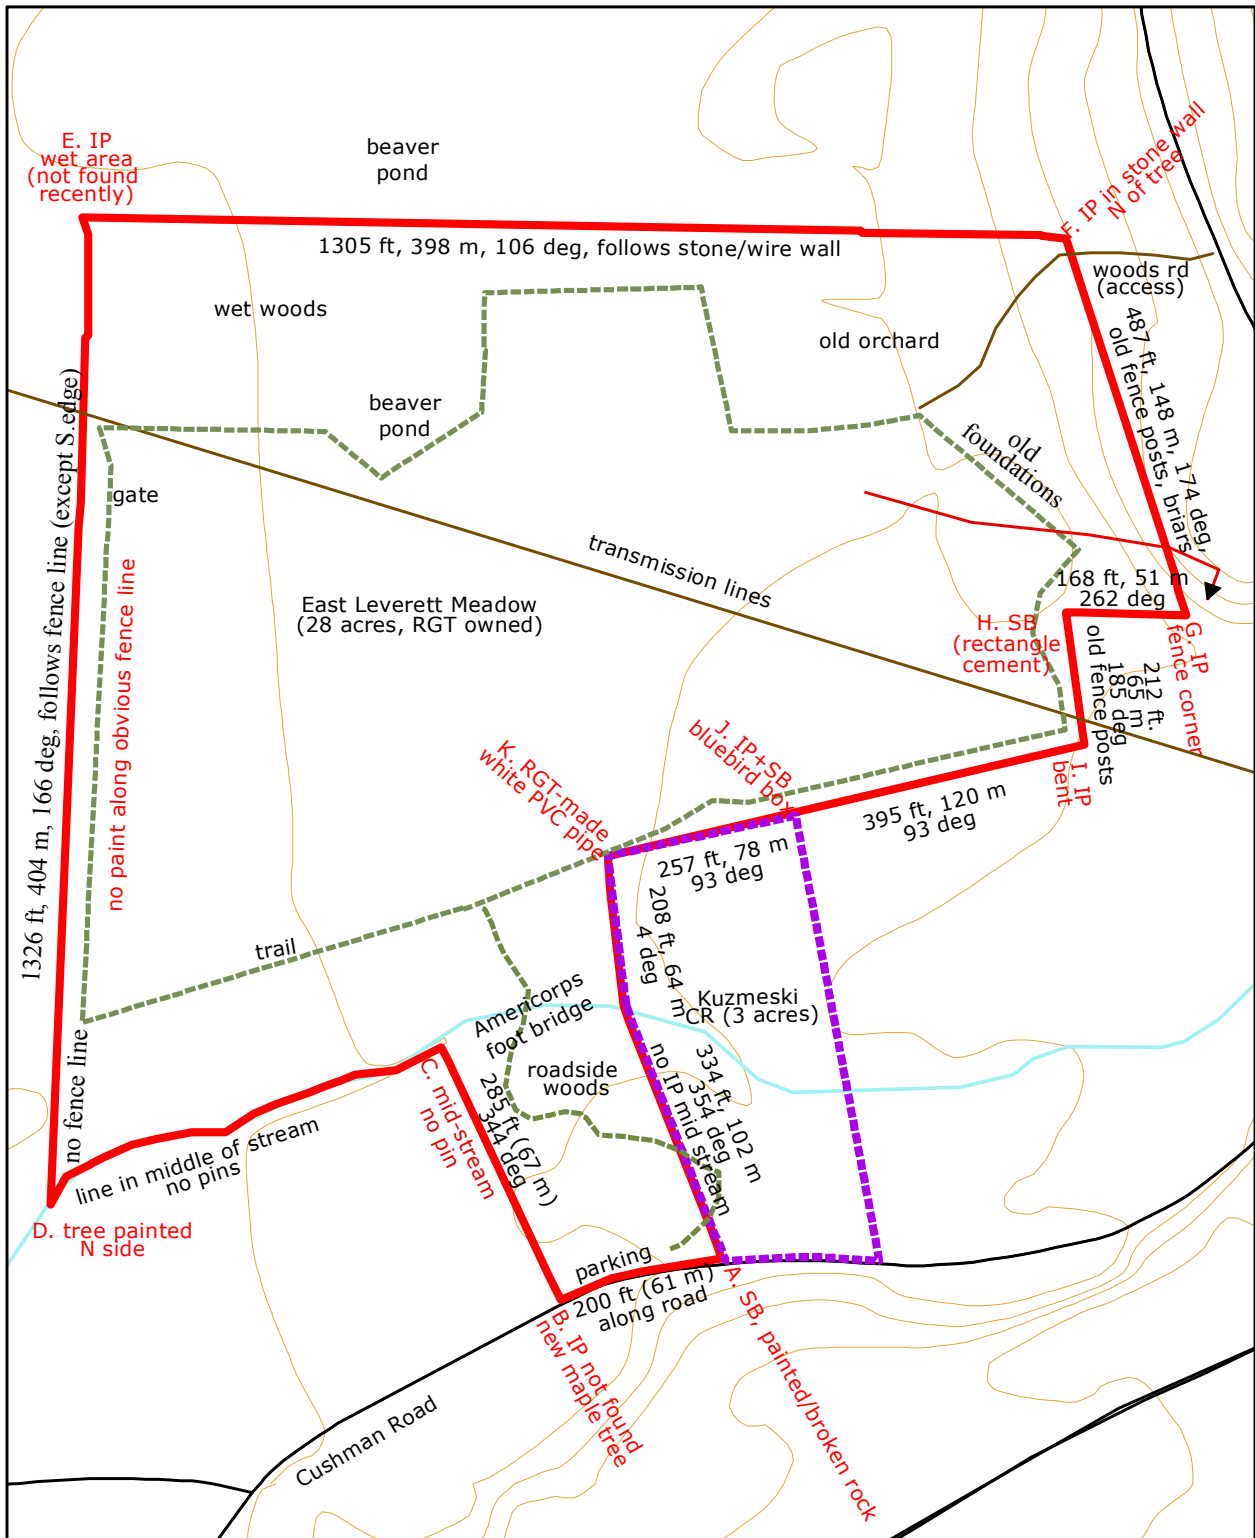 E. IP
wet area
(not found
recently)
beaver
pond
F. IP in stone wall
N of tree
1305 ft, 398 m, 106 deg, follows stone/wire wall
woods rd
(access)
wet woods
old orchard
487 ft, 148 m, 174 deg,
old fence posts, briars
beaver
pond
old
foundations
gate
1326 ft, 404 m, 166 deg, follows fence line (except S.edge)
no paint along obvious fence line
transmission lines
168 ft, 51 m
262 deg
East Leverett Meadow
(28 acres, RGT owned)
H. SB
(rectangle
cement)
G. IP
fence corner
212 ft.
65 m
185 deg
old fence posts
J. IP+SB
bluebird box
K. RGT-made
white PVC pipe
I. IP
bent
395 ft, 120 m
93 deg
257 ft, 78 m
93 deg
208 ft, 64 m
4 deg
trail
Americorps
foot bridge
Kuzmeski
CR (3 acres)
no fence line
roadside
woods
C. mid-stream
no pin
285 ft (67 m)
344 deg
334 ft, 102 m
354 deg
no IP mid stream
line in middle of stream
no pins
D. tree painted
N side
parking
200 ft (61 m)
along road
A. SB, painted/broken rock
B. IP not found
new maple tree
Cushman Road